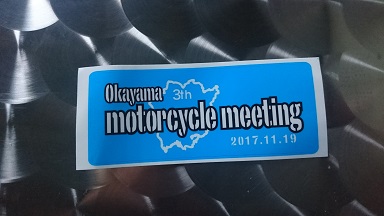 Okayama 3th
motorcycle meeting
2017.11.19